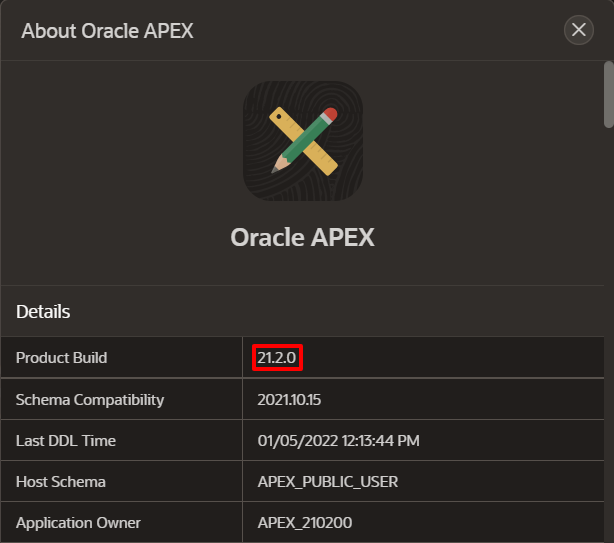 About Oracle APEX
Oracle APEX
Details
Product Build 21.2.0
Schema Compatibility 2021.10.15
Last DDL Time 01/05/2022 12:13:44 PM
Host Schema APEX_PUBLIC_USER
Application Owner APEX_210200